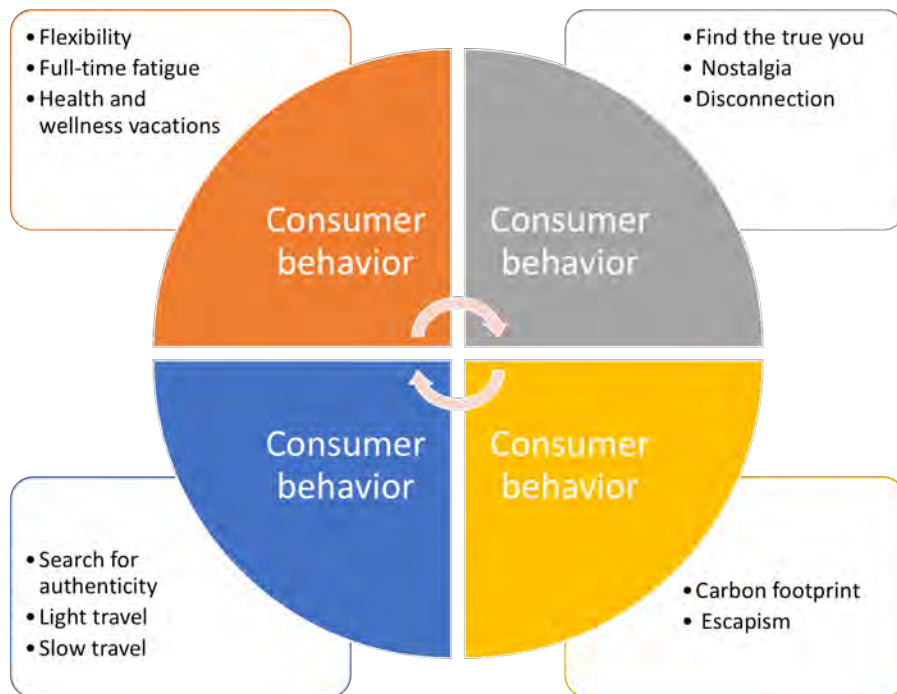 • Flexibility
• Full-time fatigue
• Health and
wellness vacations
• Find the true you
• Nostalgia
• Disconnection
Consumer
behavior
Consumer
behavior
Consumer
behavior
Consumer
behavior
• Search for
authenticity
• Light travel
• Slow travel
• Carbon footprint
• Escapism